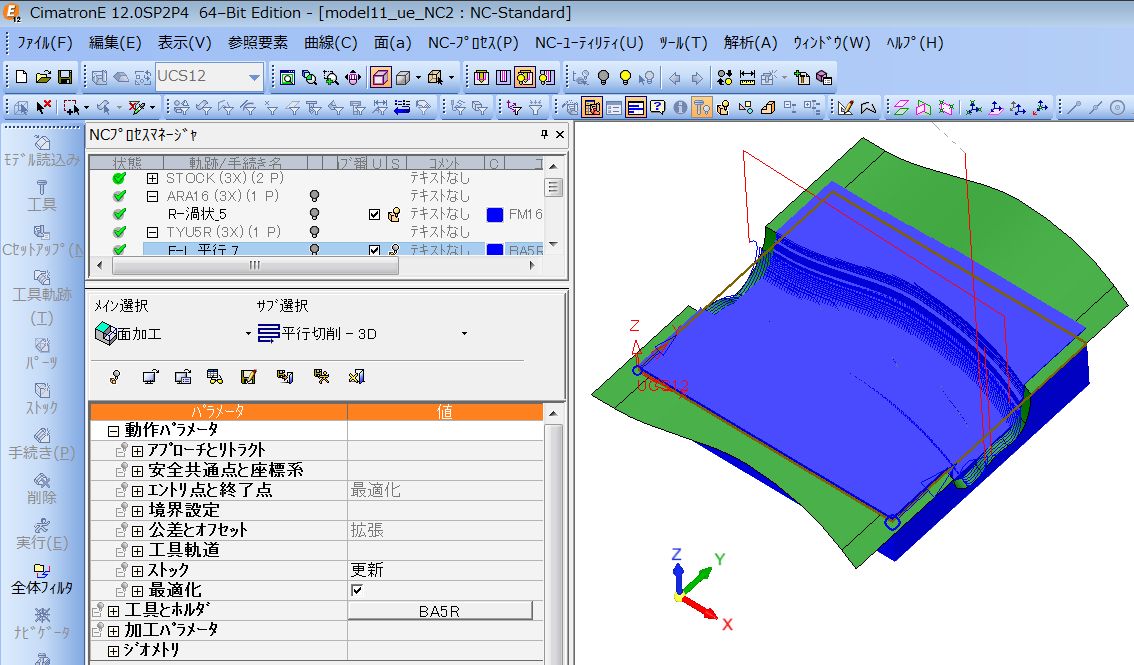 CimatronE 12.0SP2P4 64-Bit Edition - [model11_ue_NC2 : NC-Standard]
ﾌｧｲﾙ(F) 編集(E) 表示(V) 参照要素 曲線(C) 面(a) NC-ﾌﾟﾛｾｽ(P) NC-ﾕｰﾃｨﾘﾃｨ(U) ﾂｰﾙ(T) 解析(A) ｳｨﾝﾄﾞｳ(W) ﾍﾙﾌﾟ(H)
UCS12
ﾓﾃﾞﾙ読込み
工具
Cセットアップﾟ(N
工具軌跡
(工)
ﾊﾟｰﾂ
ｽﾄｯｸ
手続き(P)
削除
実行(E)
全体ﾌｨﾙﾀ
ﾅﾋﾞｹﾞｰﾀ
NCﾌﾟﾛｾｽﾏﾈｰｼﾞｬ
状態 軌跡/手続き名 ﾌﾞ番 U S ｺﾒﾝﾄ C
STOCK (3X) (2 P) ﾃｷｽﾄなし
ARA16 (3X) (1 P) ﾃｷｽﾄなし
R-渦状_5 ﾃｷｽﾄなし FM16
TYU5R (3X) (1 P) ﾃｷｽﾄなし
F-L 平行_7 ﾃｷｽﾄなし BA5R
ﾒｲﾝ選択 ｻﾌﾞ選択
面加工 平行切削 - 3D
ﾊﾟﾗﾒｰﾀ 値
動作ﾊﾟﾗﾒｰﾀ
ｱﾌﾟﾛｰﾁとﾘﾄﾗｸﾄ
安全共通点と座標系
ｴﾝﾄﾘ点と終了点 最適化
境界設定
公差とｵﾌｾｯﾄ 拡張
工具軌道
ｽﾄｯｸ 更新
最適化
工具とﾎﾙﾀﾞ BA5R
加工ﾊﾟﾗﾒｰﾀ
ｼﾞｵﾒﾄﾘ
Z
Y
UCS12
Z
Y
X